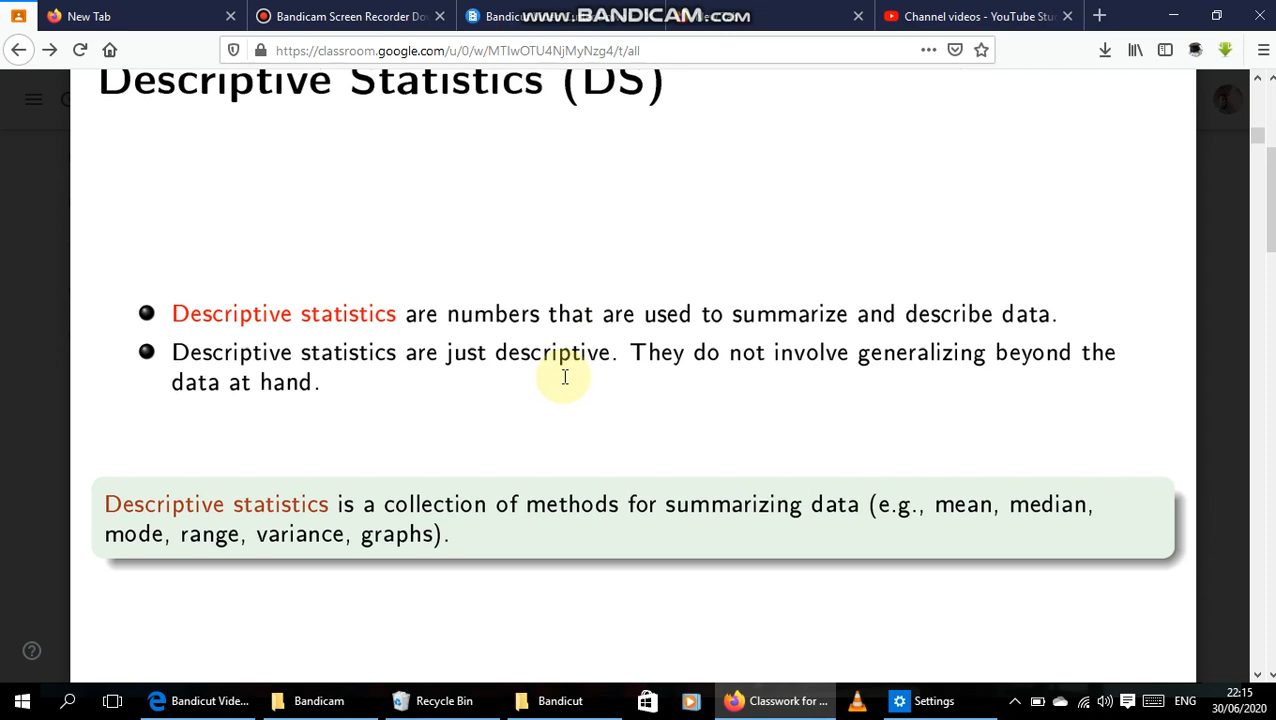 New Tab
Bandicam Screen Recorder Do
Bandicu
www.BANDICAM.com
Channel videos - YouTube Stu
https://classroom.google.com/u/0/w/MTIwOTU4NjMyNzg4/t/all
Descriptive Statistics (DS)
Descriptive statistics are numbers that are used to summarize and describe data.
Descriptive statistics are just descriptive. They do not involve generalizing beyond the
data at hand.
Descriptive statistics is a collection of methods for summarizing data (e.g., mean, median,
mode, range, variance, graphs).
Bandicut Vide...
Bandicam
Recycle Bin
Bandicut
Classwork for ...
Settings
ENG
22:15
30/06/2020